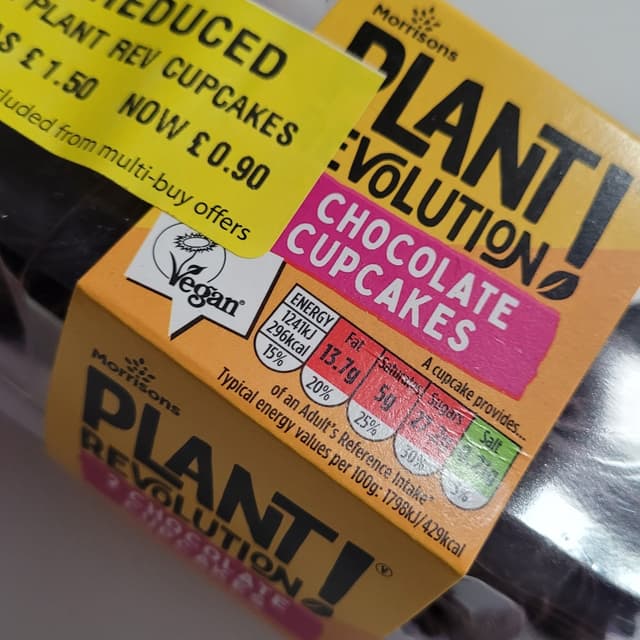 REDUCED
PLANT REV CUPCAKES
£1.50 NOW £0.90
from multi-buy offers
Morrisons
PLANT!
REVOLUTION
CHOCOLATE
CUPCAKES
Vegan
A cupcake provides...
ENERGY
1241kJ
296kcal
15%
Fat
13.7g
20%
Saturates
5g
25%
Sugars
30%
Salt
of an Adult's Reference Intake*
Typical energy values per 100g: 1798kJ/429kcal
Morrisons
PLANT!
REVOLUTION
2 CHOCOLATE